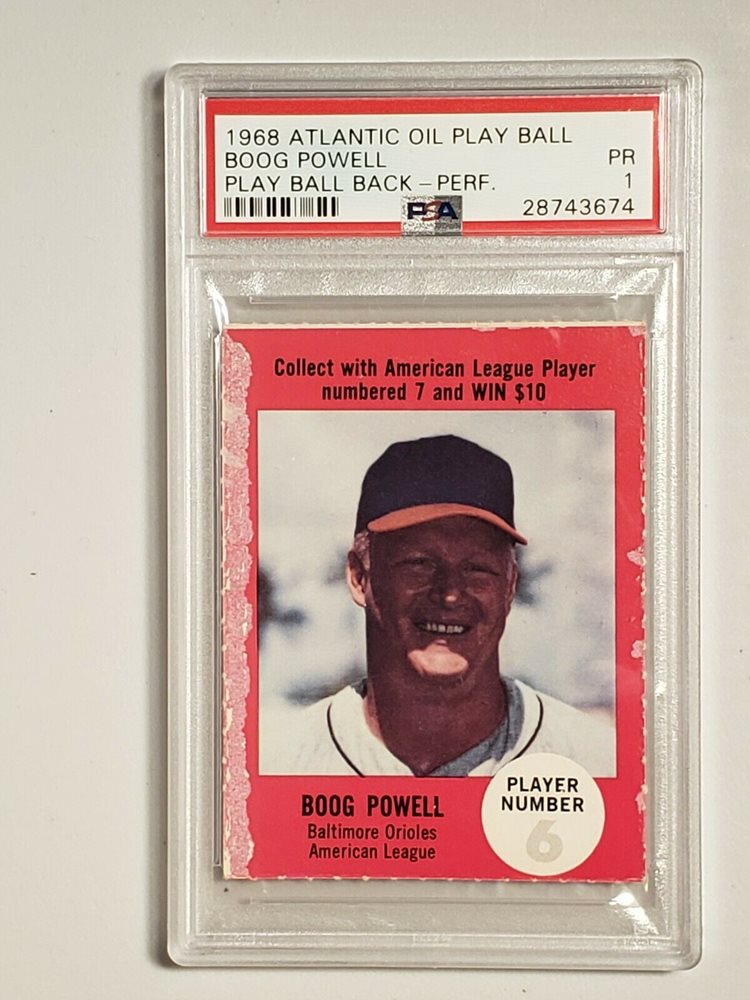 1968 ATLANTIC OIL PLAY BALL
BOOG POWELL PR
PLAY BALL BACK – PERF. 1
PSA 28743674
Collect with American League Player
numbered 7 and WIN $10
BOOG POWELL
Baltimore Orioles
American League
PLAYER
NUMBER
6